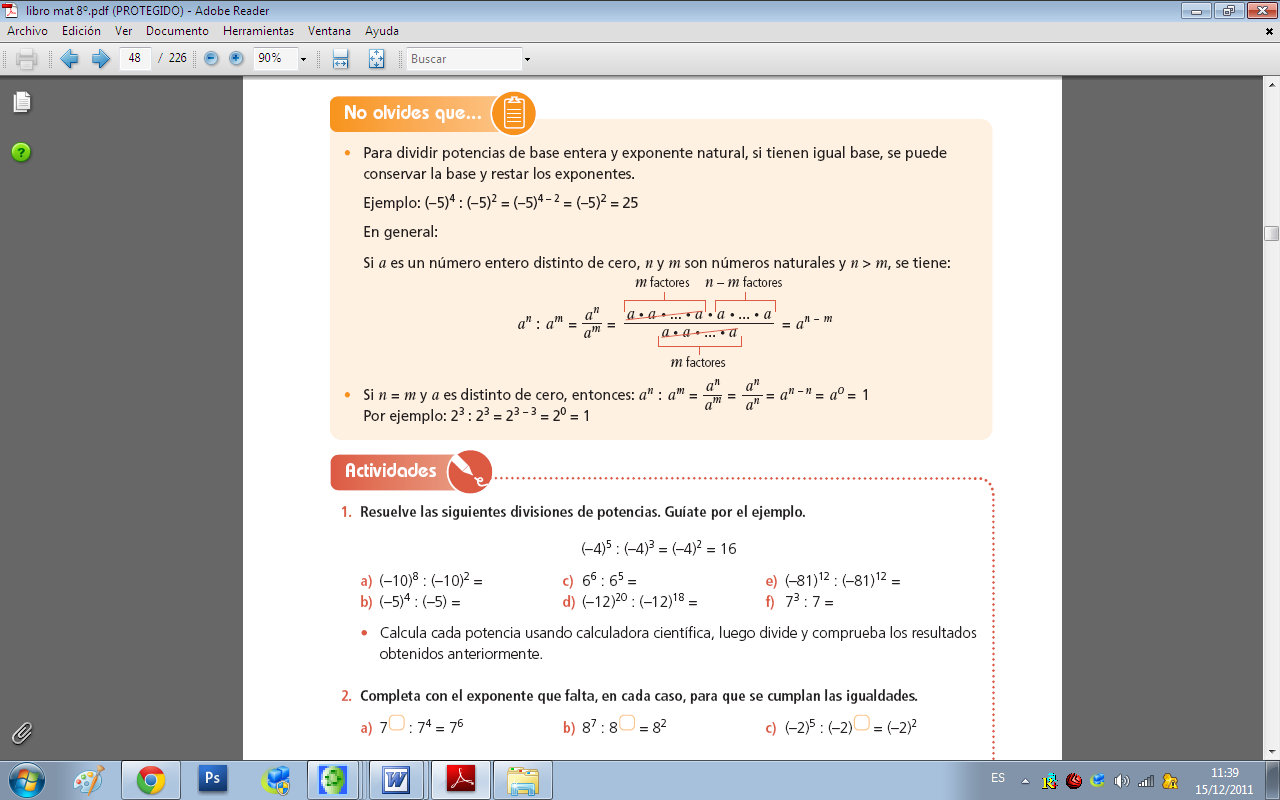 libro mat 8º.pdf (PROTEGIDO) - Adobe Reader
Archivo Edición Ver Documento Herramientas Ventana Ayuda
48 / 226 90% Buscar
No olvides que...
• Para dividir potencias de base entera y exponente natural, si tienen igual base, se puede
conservar la base y restar los exponentes.
Ejemplo: (–5)⁴ : (–5)² = (–5)⁴ ⁻ ² = (–5)² = 25
En general:
Si a es un número entero distinto de cero, n y m son números naturales y n > m, se tiene:
m factores n – m factores
aⁿ : aᵐ = aⁿ/aᵐ = a • a • ... • a • a • ... • a / a • a • ... • a = aⁿ ⁻ ᵐ
m factores
• Si n = m y a es distinto de cero, entonces: aⁿ : aᵐ = aⁿ/aᵐ = aⁿ/aⁿ = aⁿ ⁻ ⁿ = a⁰ = 1
Por ejemplo: 2³ : 2³ = 2³ ⁻ ³ = 2⁰ = 1
Actividades
1. Resuelve las siguientes divisiones de potencias. Guíate por el ejemplo.
(–4)⁵ : (–4)³ = (–4)² = 16
a) (–10)⁸ : (–10)² = c) 6⁶ : 6⁵ = e) (–81)¹² : (–81)¹² =
b) (–5)⁴ : (–5) = d) (–12)²⁰ : (–12)¹⁸ = f) 7³ : 7 =
• Calcula cada potencia usando calculadora científica, luego divide y comprueba los resultados
obtenidos anteriormente.
2. Completa con el exponente que falta, en cada caso, para que se cumplan las igualdades.
a) 7▢ : 7⁴ = 7⁶ b) 8⁷ : 8▢ = 8² c) (–2)⁵ : (–2)▢ = (–2)²
Ps
ES
11:39
15/12/2011